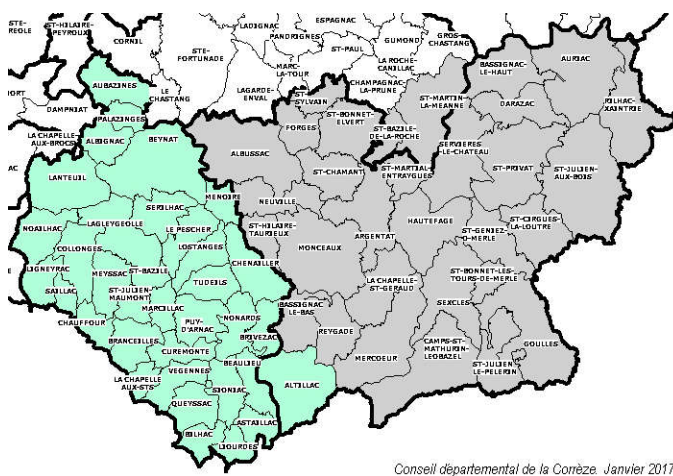 STE-
FEREOLE
ST-HILAIRE-
PEYROUX
CORNIL
STE-
FORTUNADE
LADIGNAC
PANDRIGNES
ESPAGNAC
ST-PAUL
GUMOND
GROS-
CHASTANG
LA ROCHE-
CANILLAC
MARC-
LA-TOUR
CHAMPAGNAC-
LA-PRUNE
LAGARDE-
ENVAL
LE
CHASTANG
DAMPNIAT
LA CHAPELLE-
AUX-BROCS
AUBAZINES
PALAZINGES
ALBIGNAC
BEYNAT
LANTEUIL
MENOIRE
SERILHAC
NOAILHAC
LAGLEYGEOLLE
LE PESCHER
COLLONGES
LOSTANGES
CHENAILLER
LIGNEYRAC
MEYSSAC
ST-BAZILE
TUDEILS
SAILLAC
ST-JULIEN-
MAUMONT
MARCILLAC
NONARDS
CHAUFFOUR
PUY-
D'ARNAC
BRIVEZAC
BRANCEILLES
CUREMONTE
BEAULIEU
LA CHAPELLE
AUX-STS
VEGENNES
SIONIAC
ALTILLAC
QUEYSSAC
ASTAILLAC
BILHAC
LIOURDES
BASSIGNAC-
LE-HAUT
AURIAC
ST-
SYLVAIN
ST-MARTIN-
LA-MEANNE
DARAZAC
RILHAC-
XAINTRIE
FORGES
ST-BONNET-
ELVERT
ST-BAZILE-
DE-LA-ROCHE
ALBUSSAC
SERVIERES-
LE-CHATEAU
ST-CHAMANT
ST-MARTIAL-
ENTRAYGUES
ST-PRIVAT
ST-JULIEN-
AUX-BOIS
NEUVILLE
ST-HILAIRE-
TAURIEUX
HAUTEFAGE
ST-CIRGUES-
LA-LOUTRE
MONCEAUX
ARGENTAT
ST-GENIEZ-
O-MERLE
LA CHAPELLE-
ST-GERAUD
ST-BONNET-LES-
TOURS-DE-MERLE
BASSIGNAC
LE-BAS
SEXCLES
REYGADE
MERCOEUR
CAMPS-ST-
MATHURIN-
LEOBAZEL
GOULLES
ST-JULIEN
LE-PELERIN
Conseil départemental de la Corrèze. Janvier 2017